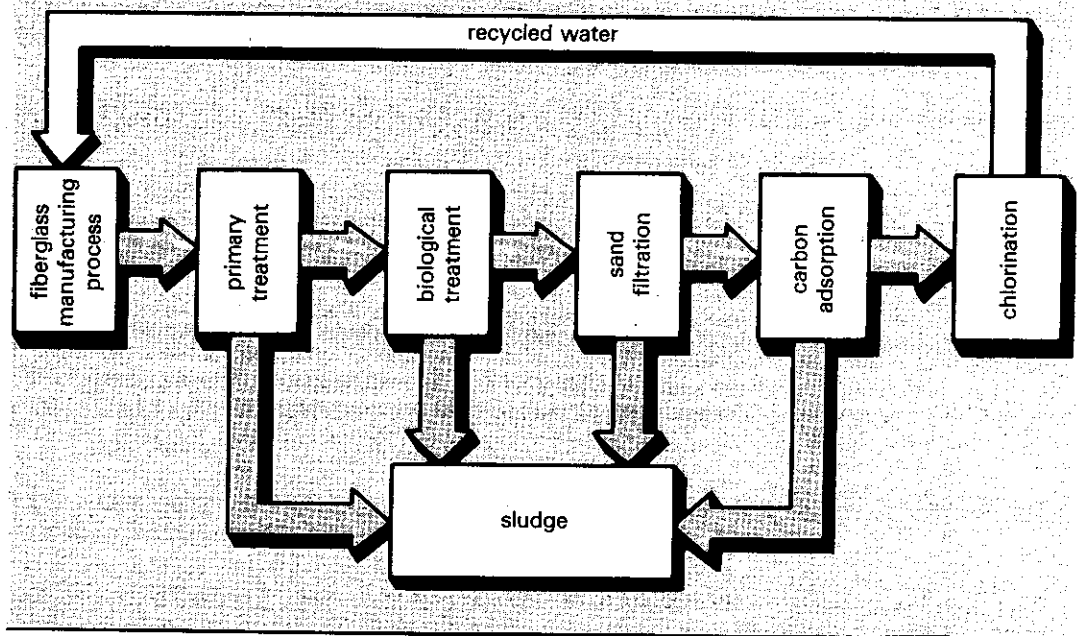 recycled water
fiberglass
manufacturing
process
primary
treatment
biological
treatment
sand
filtration
carbon
adsorption
chlorination
sludge